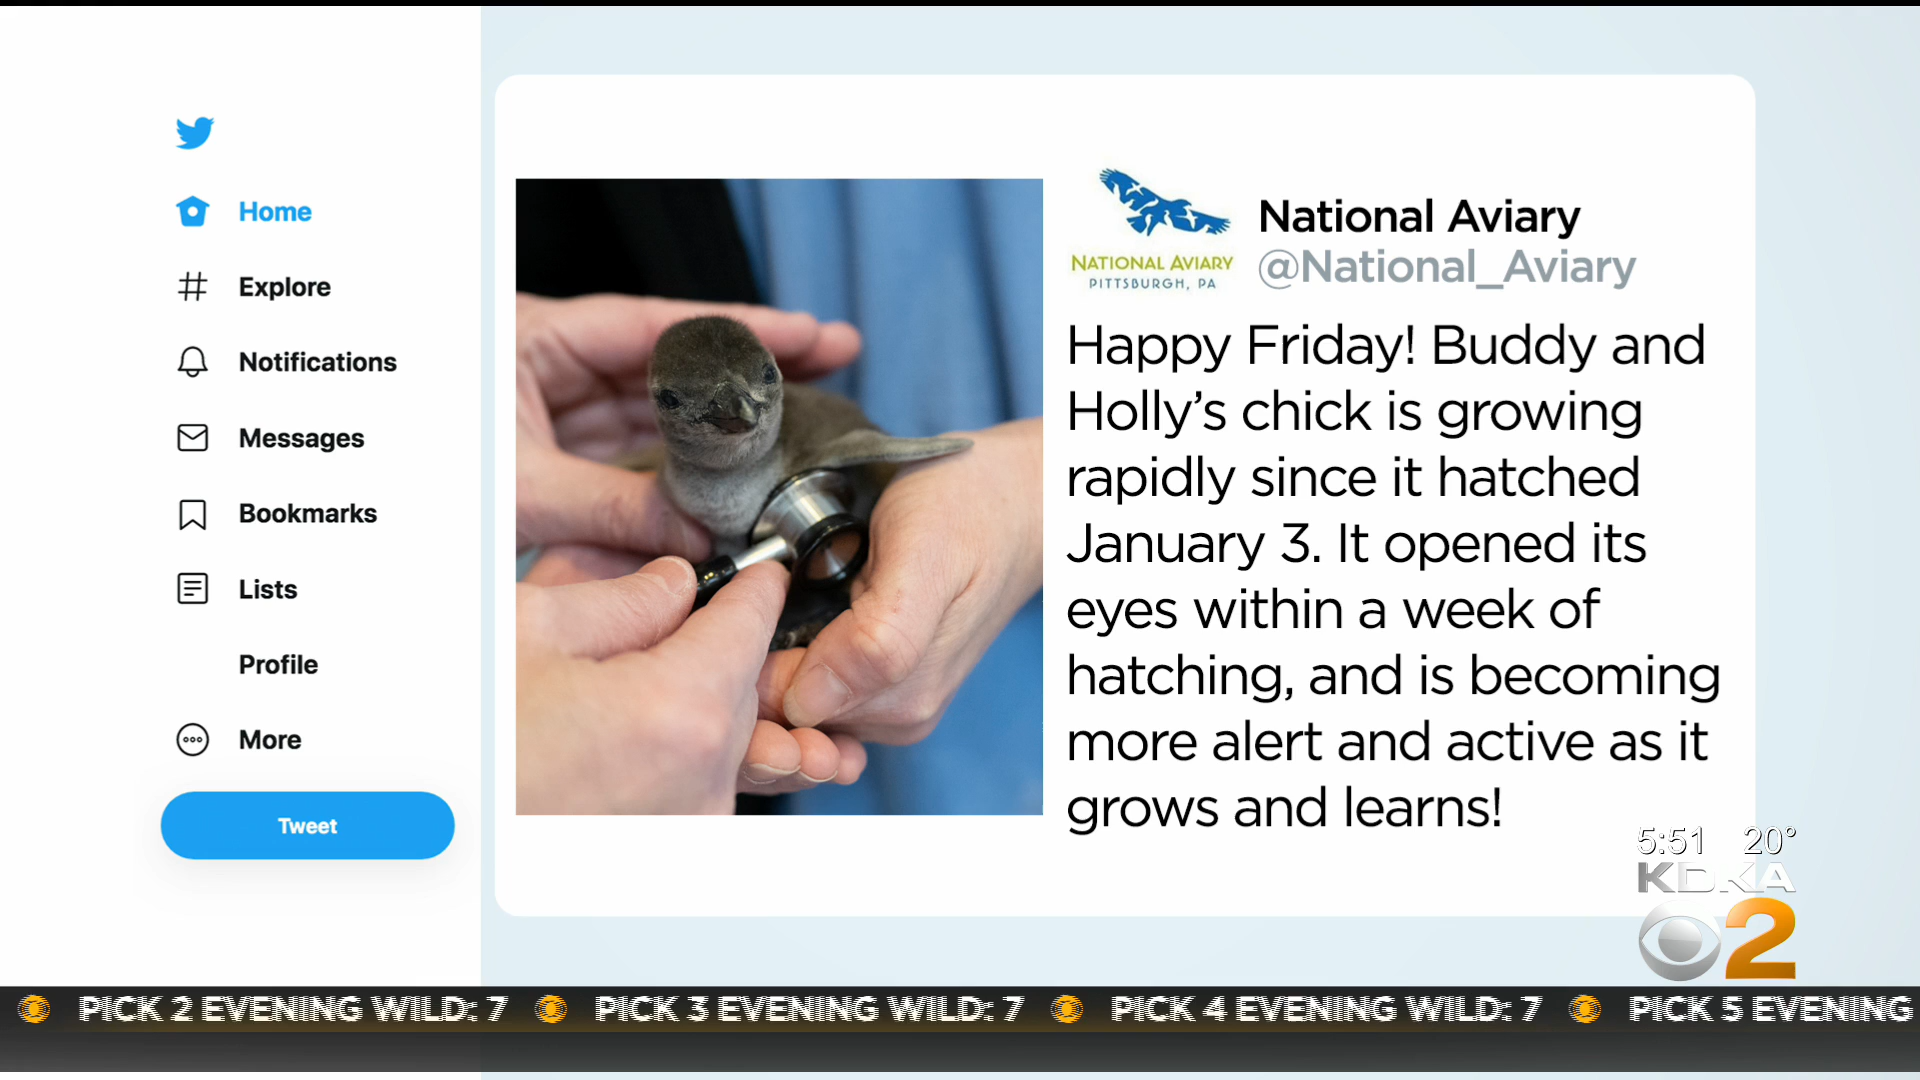 Home
Explore
Notifications
Messages
Bookmarks
Lists
Profile
More
Tweet
NATIONAL AVIARY
PITTSBURGH, PA
National Aviary
@National_Aviary
Happy Friday! Buddy and
Holly's chick is growing
rapidly since it hatched
January 3. It opened its
eyes within a week of
hatching, and is becoming
more alert and active as it
grows and learns!
5:51 20°
KDKA
2
PICK 2 EVENING WILD: 7 PICK 3 EVENING WILD: 7 PICK 4 EVENING WILD: 7 PICK 5 EVENING